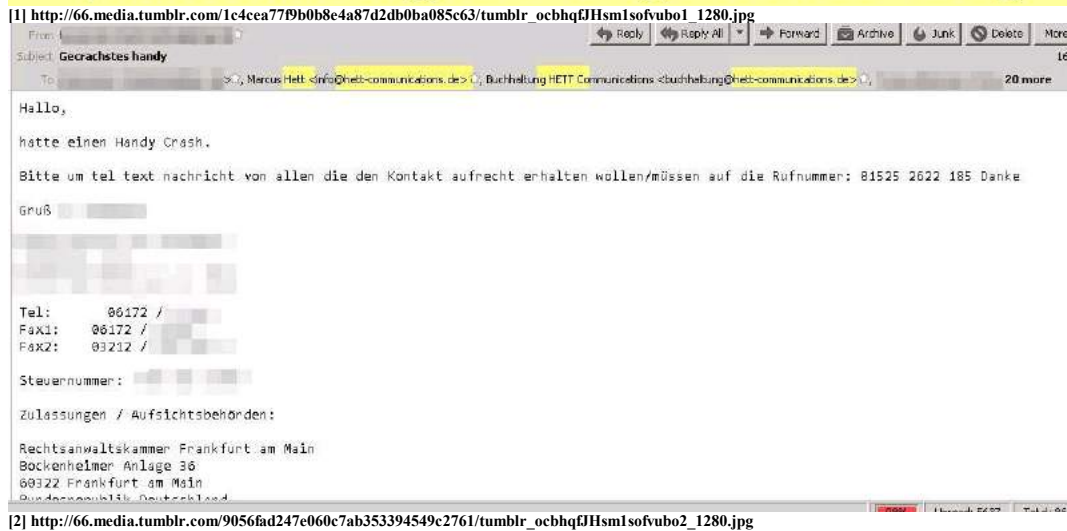 [1] http://66.media.tumblr.com/1c4cea77f9b0b8e4a87d2db0ba085c63/tumblr_ocbhqfJHsm1sofvubo1_1280.jpg
From Reply Reply All Forward Archive Junk Delete More
Subject Gecrachstes handy 16
To >, Marcus Hett <info@hett-communications.de>, Buchhaltung HETT Communications <buchhaltung@hett-communications.de>, 20 more
Hallo,
hatte einen Handy Crash.
Bitte um tel text nachricht von allen die den Kontakt aufrecht erhalten wollen/müssen auf die Rufnummer: 01525 2622 185 Danke
Gruß
Tel: 06172 /
Fax1: 06172 /
Fax2: 03212 /
Steuernummer:
Zulassungen / Aufsichtsbehörden:
Rechtsanwaltskammer Frankfurt am Main
Bockenheimer Anlage 36
60322 Frankfurt am Main
Bundesrepublik Deutschland
[2] http://66.media.tumblr.com/9056fad247e060c7ab353394549c2761/tumblr_ocbhqfJHsm1sofvubo2_1280.jpg